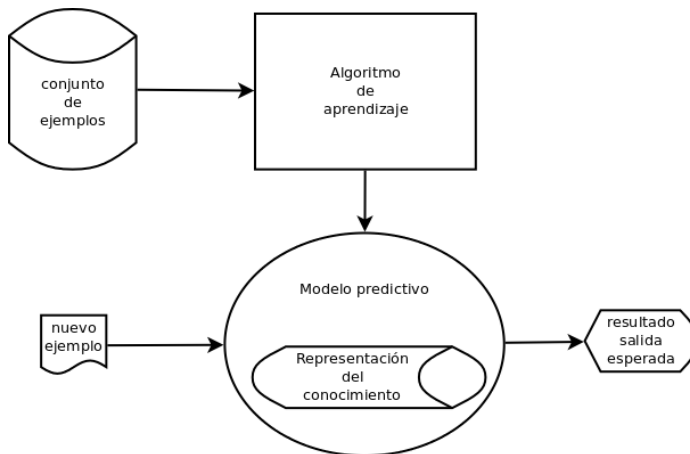 conjunto
de
ejemplos
Algoritmo
de
aprendizaje
Modelo predictivo
nuevo
ejemplo
Representación
del
conocimiento
resultado
salida
esperada